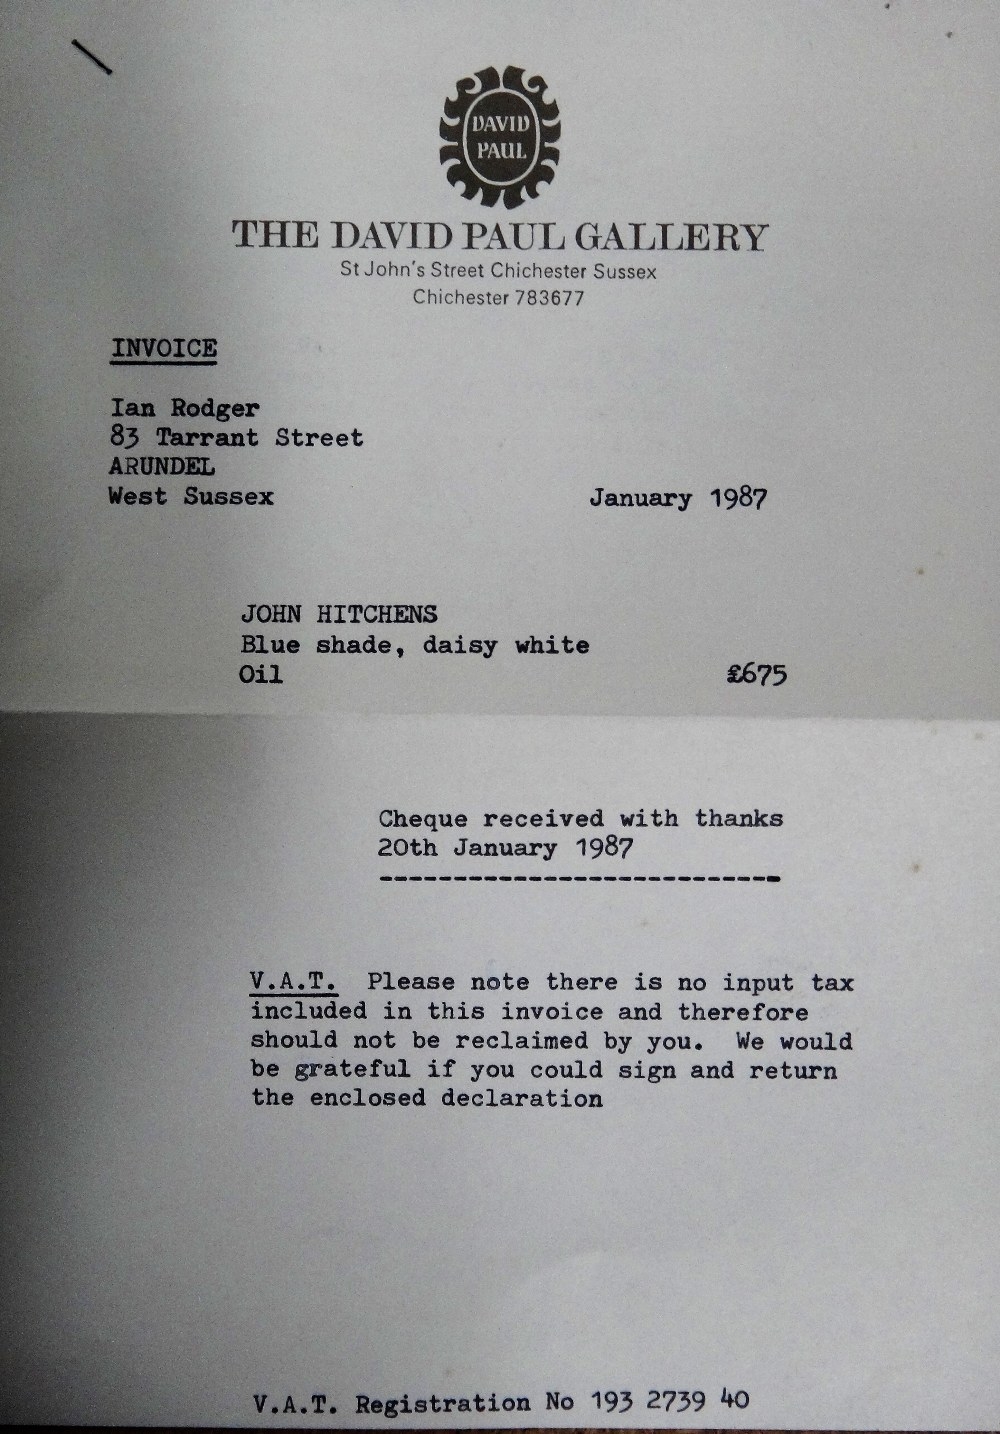 DAVID
PAUL
THE DAVID PAUL GALLERY
St John's Street Chichester Sussex
Chichester 783677
INVOICE
Ian Rodger
83 Tarrant Street
ARUNDEL
West Sussex
January 1987
JOHN HITCHENS
Blue shade, daisy white
Oil £675
Cheque received with thanks
20th January 1987
---------------------------
V.A.T. Please note there is no input tax
included in this invoice and therefore
should not be reclaimed by you. We would
be grateful if you could sign and return
the enclosed declaration
V.A.T. Registration No 193 2739 40